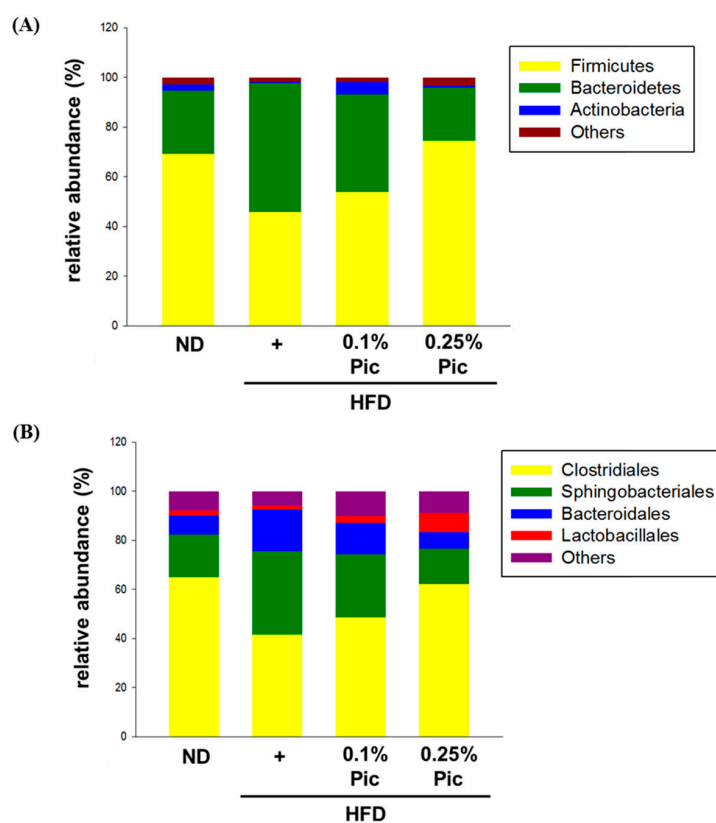 (A)
120
100
80
60
40
20
0
relative abundance (%)
Firmicutes
Bacteroidetes
Actinobacteria
Others
ND
+
0.1%
Pic
0.25%
Pic
HFD
(B)
120
100
80
60
40
20
0
relative abundance (%)
Clostridiales
Sphingobacteriales
Bacteroidales
Lactobacillales
Others
ND
+
0.1%
Pic
0.25%
Pic
HFD